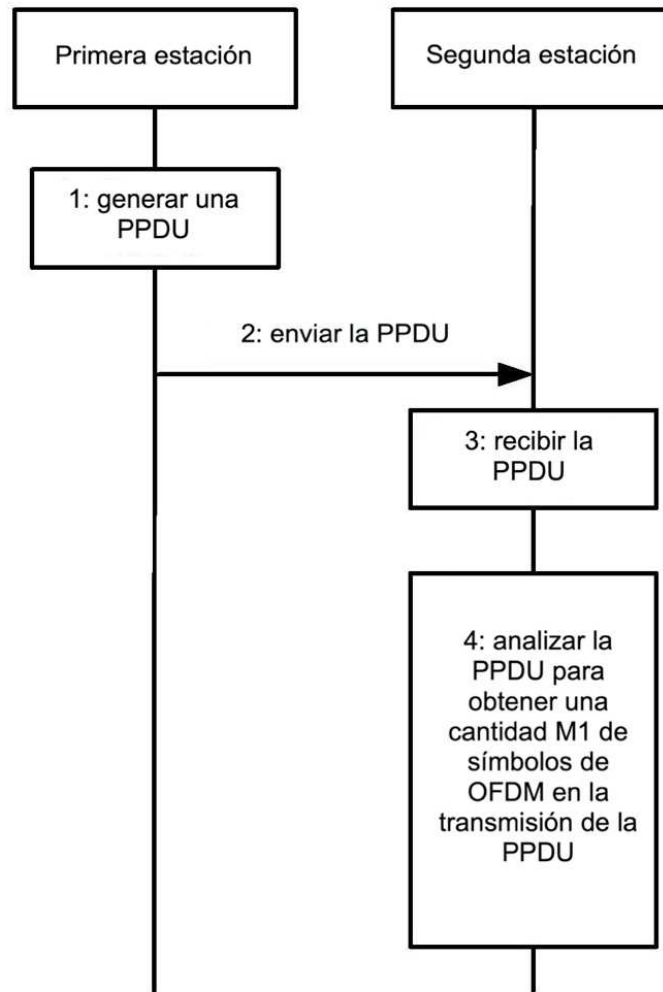 Primera estación
Segunda estación
1: generar una
PPDU
2: enviar la PPDU
3: recibir la
PPDU
4: analizar la
PPDU para
obtener una
cantidad M1 de
símbolos de
OFDM en la
transmisión de la
PPDU